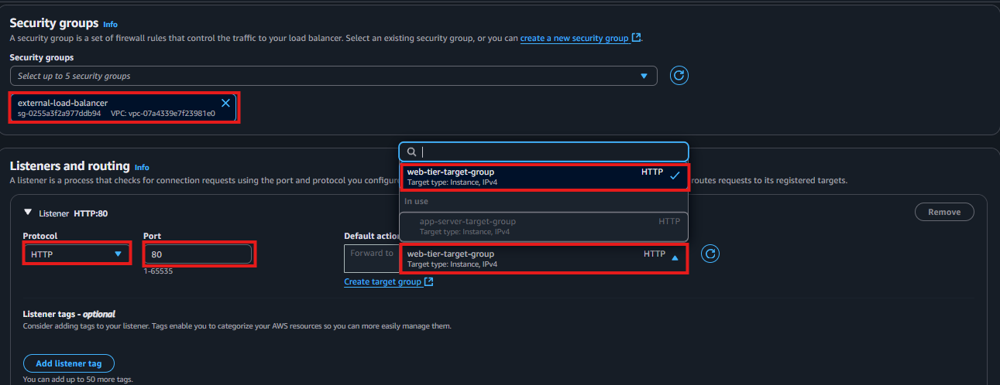 Security groups Info
A security group is a set of firewall rules that control the traffic to your load balancer. Select an existing security group, or you can create a new security group.
Security groups
Select up to 5 security groups
external-load-balancer
sg-0255a3f2a977ddb94 VPC: vpc-07a4339e7f23981e0
Listeners and routing Info
A listener is a process that checks for connection requests using the port and protocol you configur routes requests to its registered targets.
web-tier-target-group HTTP
Target type: Instance, IPv4
In use
app-server-target-group HTTP
Target type: Instance, IPv4
Listener HTTP:80 Remove
Protocol Port Default action
HTTP 80 Forward to web-tier-target-group HTTP
Target type: Instance, IPv4
1-65535
Create target group
Listener tags - optional
Consider adding tags to your listener. Tags enable you to categorize your AWS resources so you can more easily manage them.
Add listener tag
You can add up to 50 more tags.